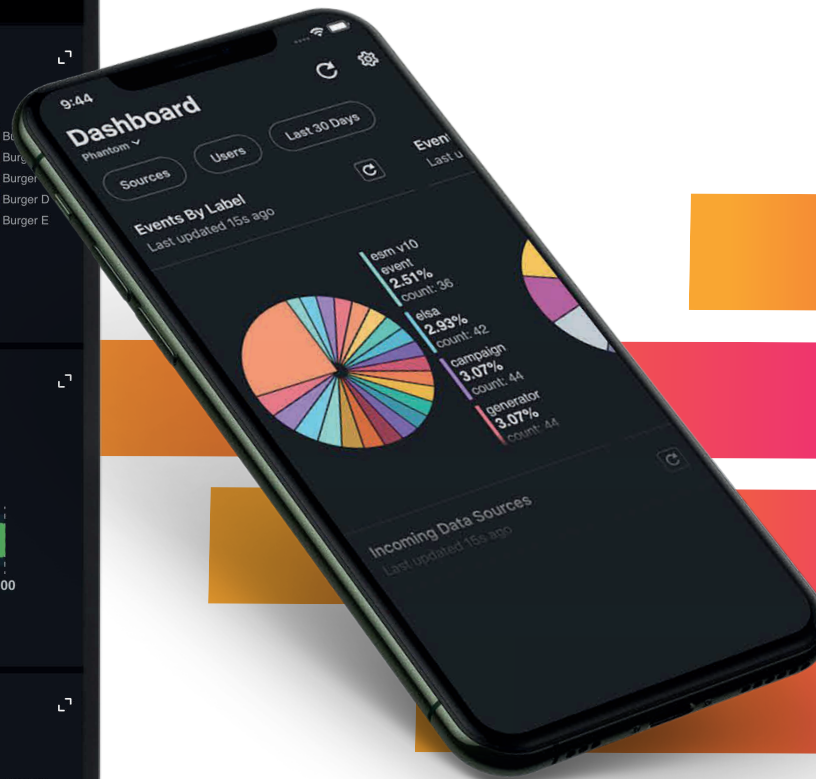 Burger D
Burger E
00
9:44
Dashboard
Phantom
Sources
Users
Last 30 Days
Events By Label
Last updated 15s ago
esm v10
event
2.51%
count: 36
elsa
2.93%
count: 42
campaign
3.07%
count: 44
generator
3.07%
count: 44
Incoming Data Sources
Last updated 15s ago